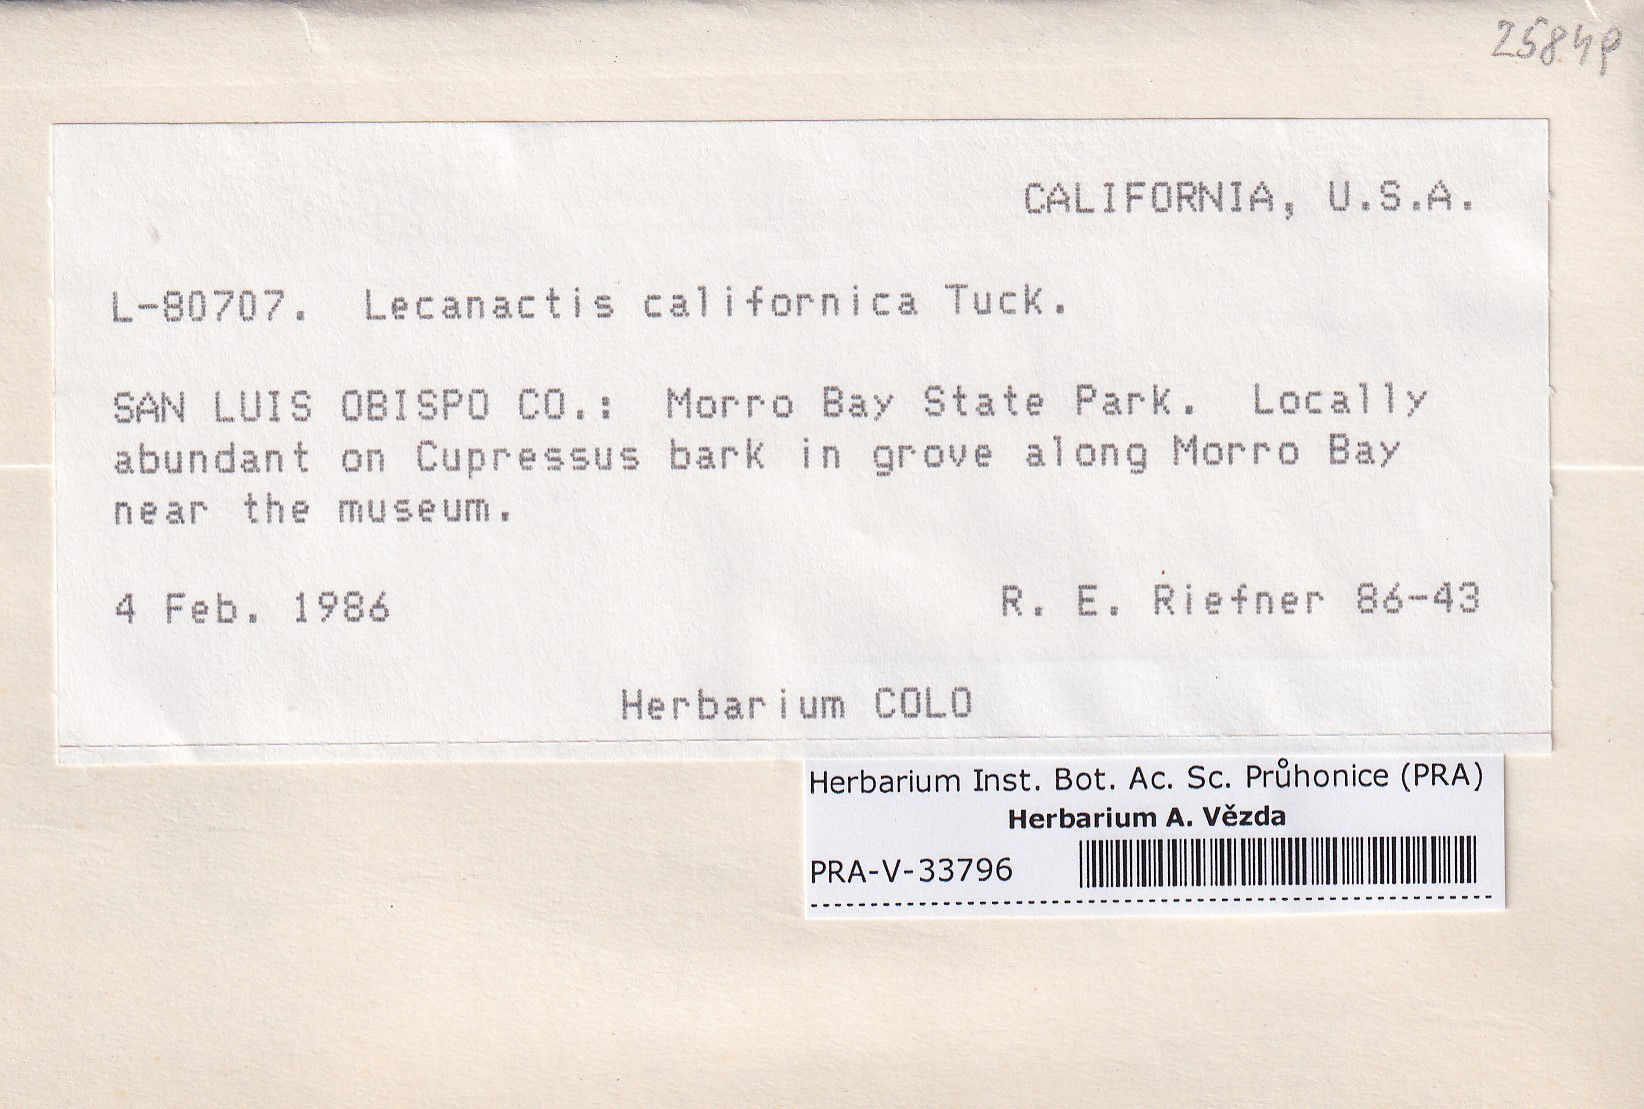 CALIFORNIA, U.S.A.
L-80707. Lecanactis californica Tuck.
SAN LUIS OBISPO CO.: Morro Bay State Park. Locally
abundant on Cupressus bark in grove along Morro Bay
near the museum.
4 Feb. 1986 R. E. Riefner 86-43
Herbarium COLO
Herbarium Inst. Bot. Ac. Sc. Průhonice (PRA)
Herbarium A. Vězda
PRA-V-33796